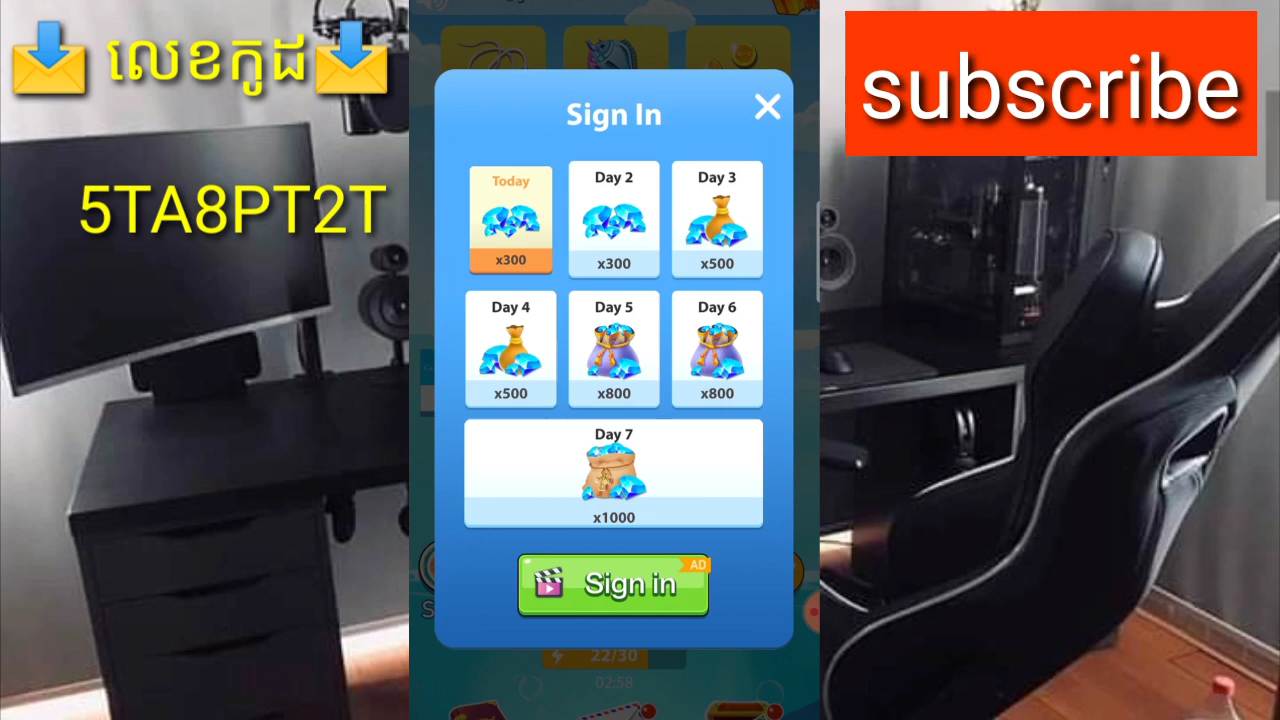 លេខកូដ
5TA8PT2T
subscribe
Sign In
Today
x300
Day 2
x300
Day 3
x500
Day 4
x500
Day 5
x800
Day 6
x800
Day 7
x1000
AD
Sign in
22/30
02:58